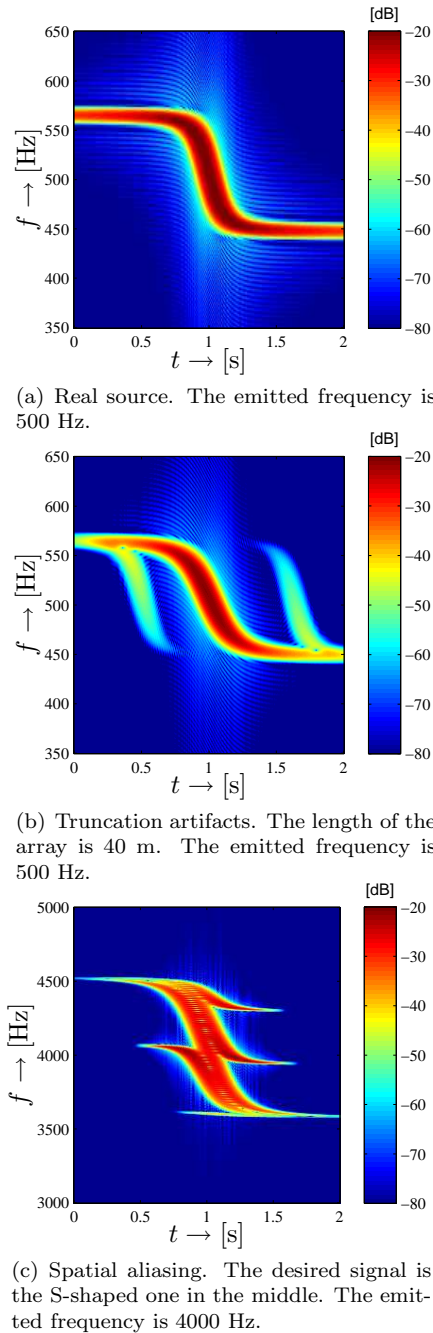 [dB]
650
600
550
500
450
400
350
f → [Hz]
0 0.5 1 1.5 2
t → [s]
−20
−30
−40
−50
−60
−70
−80
(a) Real source. The emitted frequency is
500 Hz.
[dB]
650
600
550
500
450
400
350
f → [Hz]
0 0.5 1 1.5 2
t → [s]
−20
−30
−40
−50
−60
−70
−80
(b) Truncation artifacts. The length of the
array is 40 m. The emitted frequency is
500 Hz.
[dB]
5000
4500
4000
3500
3000
f → [Hz]
0 0.5 1 1.5 2
t → [s]
−20
−30
−40
−50
−60
−70
−80
(c) Spatial aliasing. The desired signal is
the S-shaped one in the middle. The emit-
ted frequency is 4000 Hz.